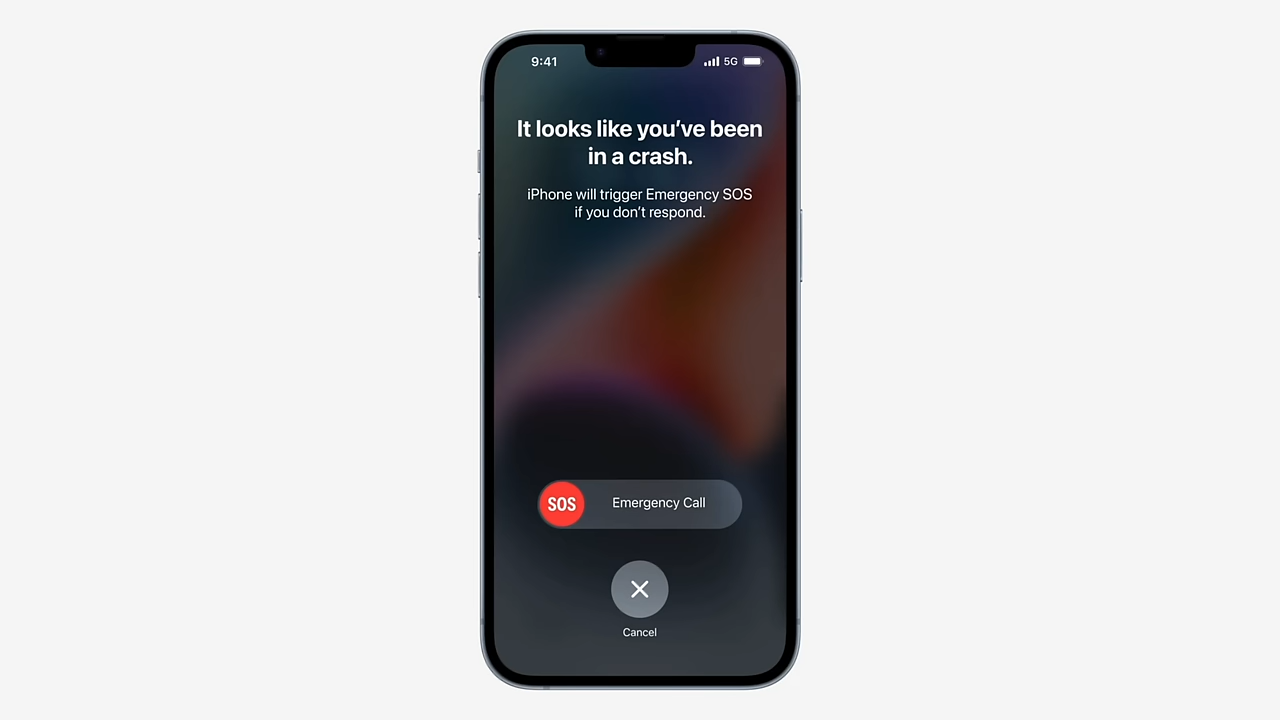 9:41 5G
It looks like you’ve been
in a crash.
iPhone will trigger Emergency SOS
if you don’t respond.
SOS Emergency Call
Cancel